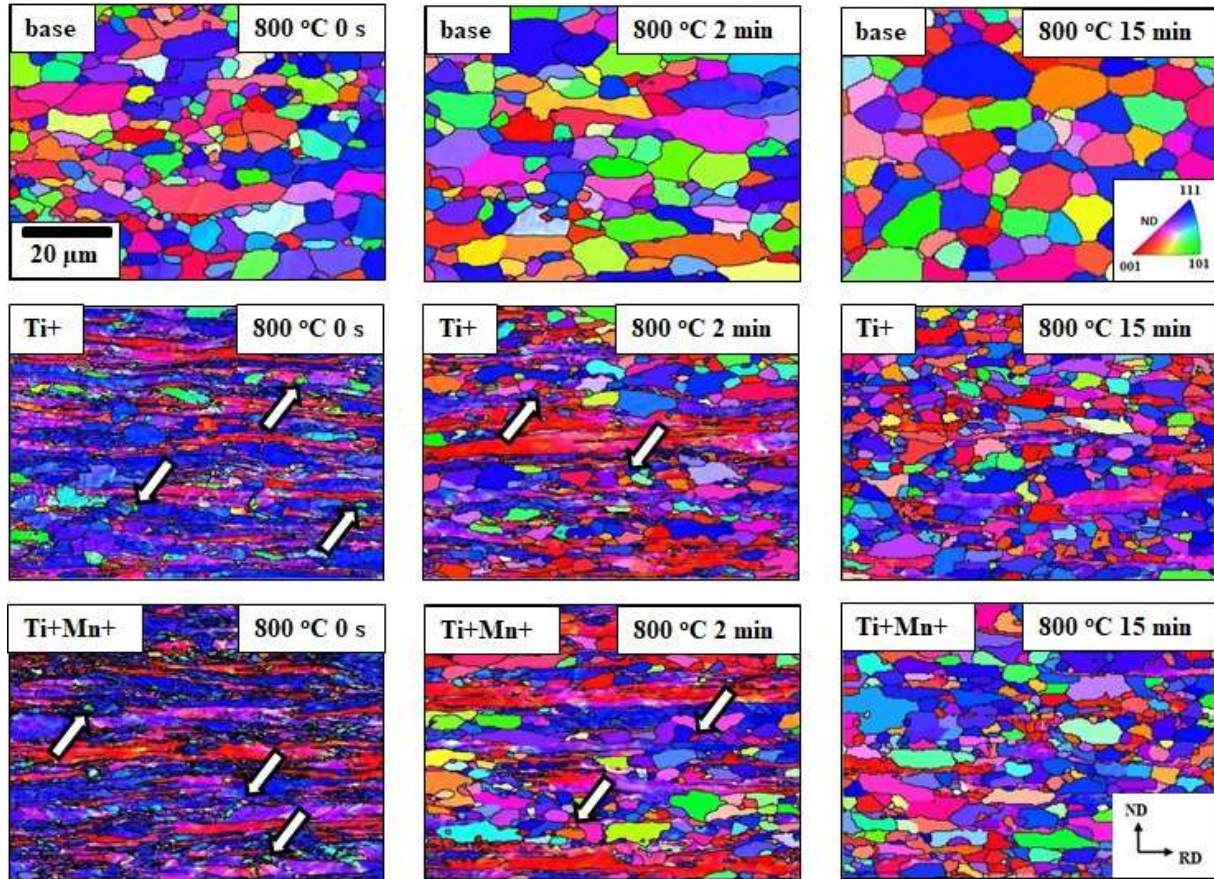 base 800 °C 0 s
base 800 °C 2 min
base 800 °C 15 min
20 µm
111
ND
001 101
Ti+ 800 °C 0 s
Ti+ 800 °C 2 min
Ti+ 800 °C 15 min
Ti+Mn+ 800 °C 0 s
Ti+Mn+ 800 °C 2 min
Ti+Mn+ 800 °C 15 min
ND
RD